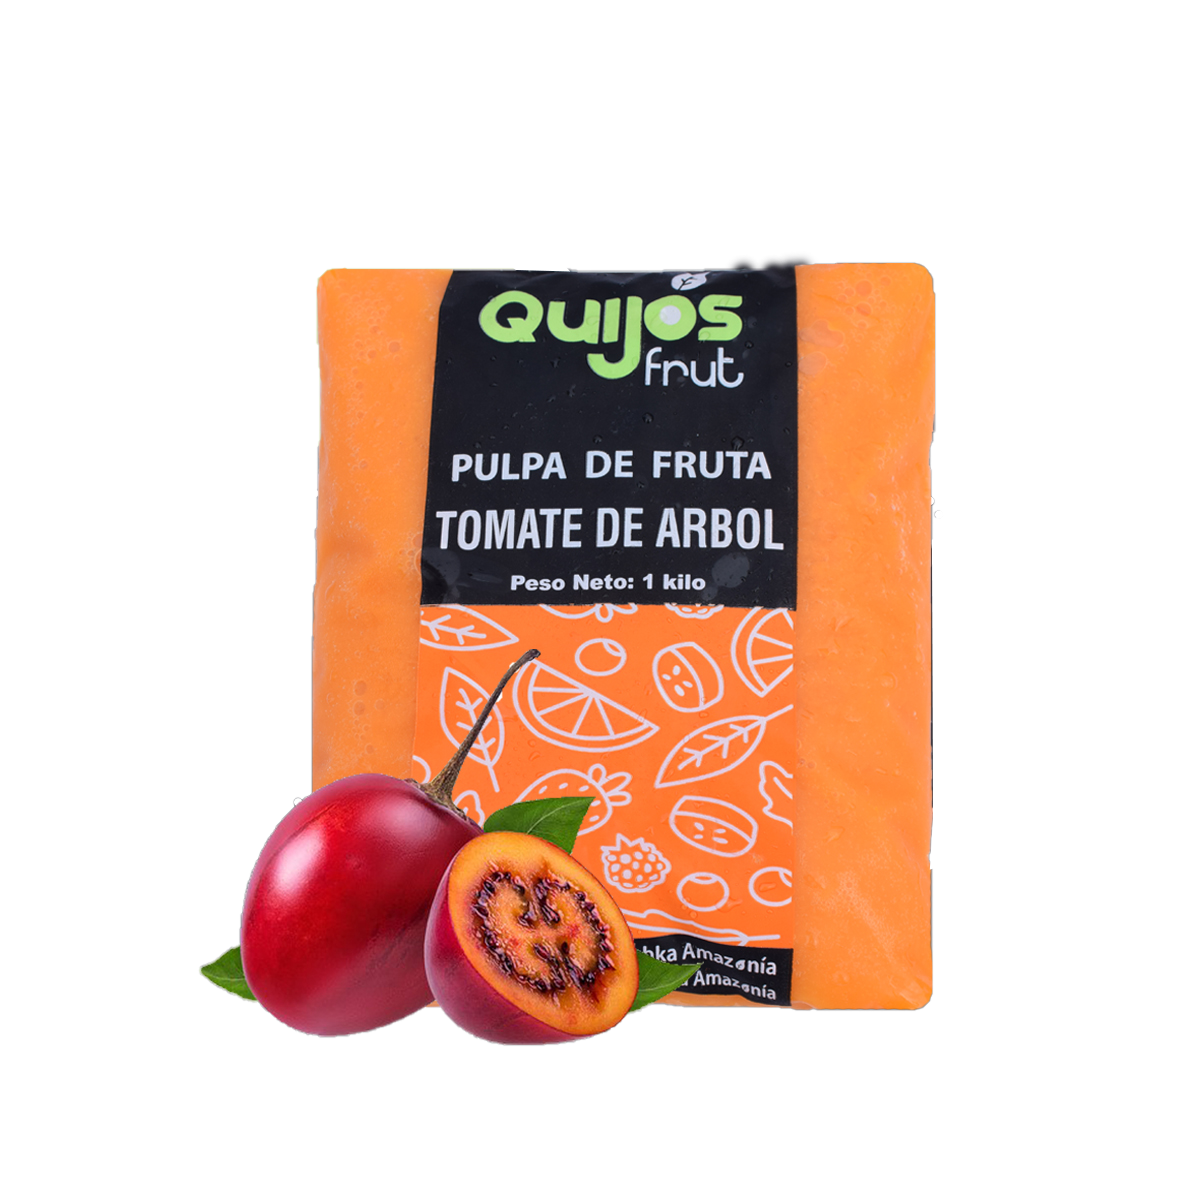 Quijos
frut
PULPA DE FRUTA
TOMATE DE ARBOL
Peso Neto: 1 kilo
Amazonía
Amazonía